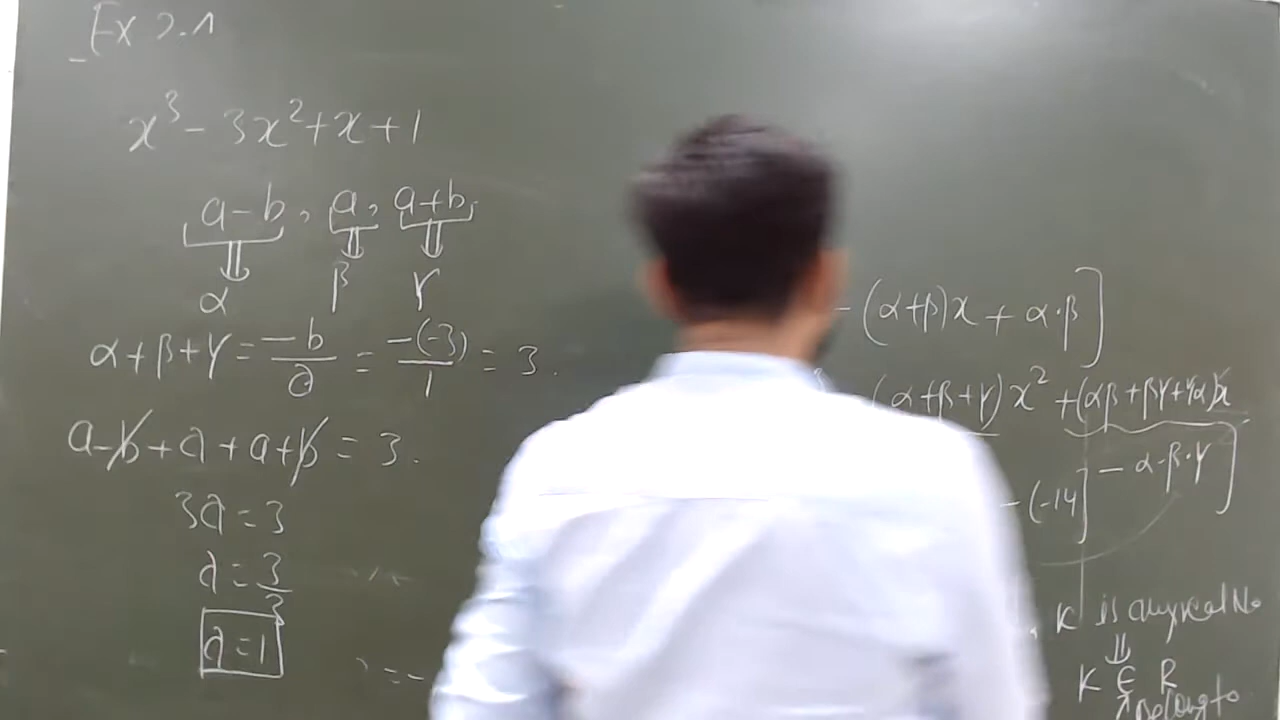 Ex 2.1
x³ - 3x² + x + 1
a-b, a, a+b,
α β γ
α+β+γ = -b/a = -(-3)/1 = 3.
a-b+a+a+b = 3.
3a = 3
a = 3/3
a = 1
-(α+β)x + α·β]
(α+β+γ)x² + (αβ+βγ+γα)x
- α·β·γ]
-(-14]
, K is any real No
K ∈ R
Belong to